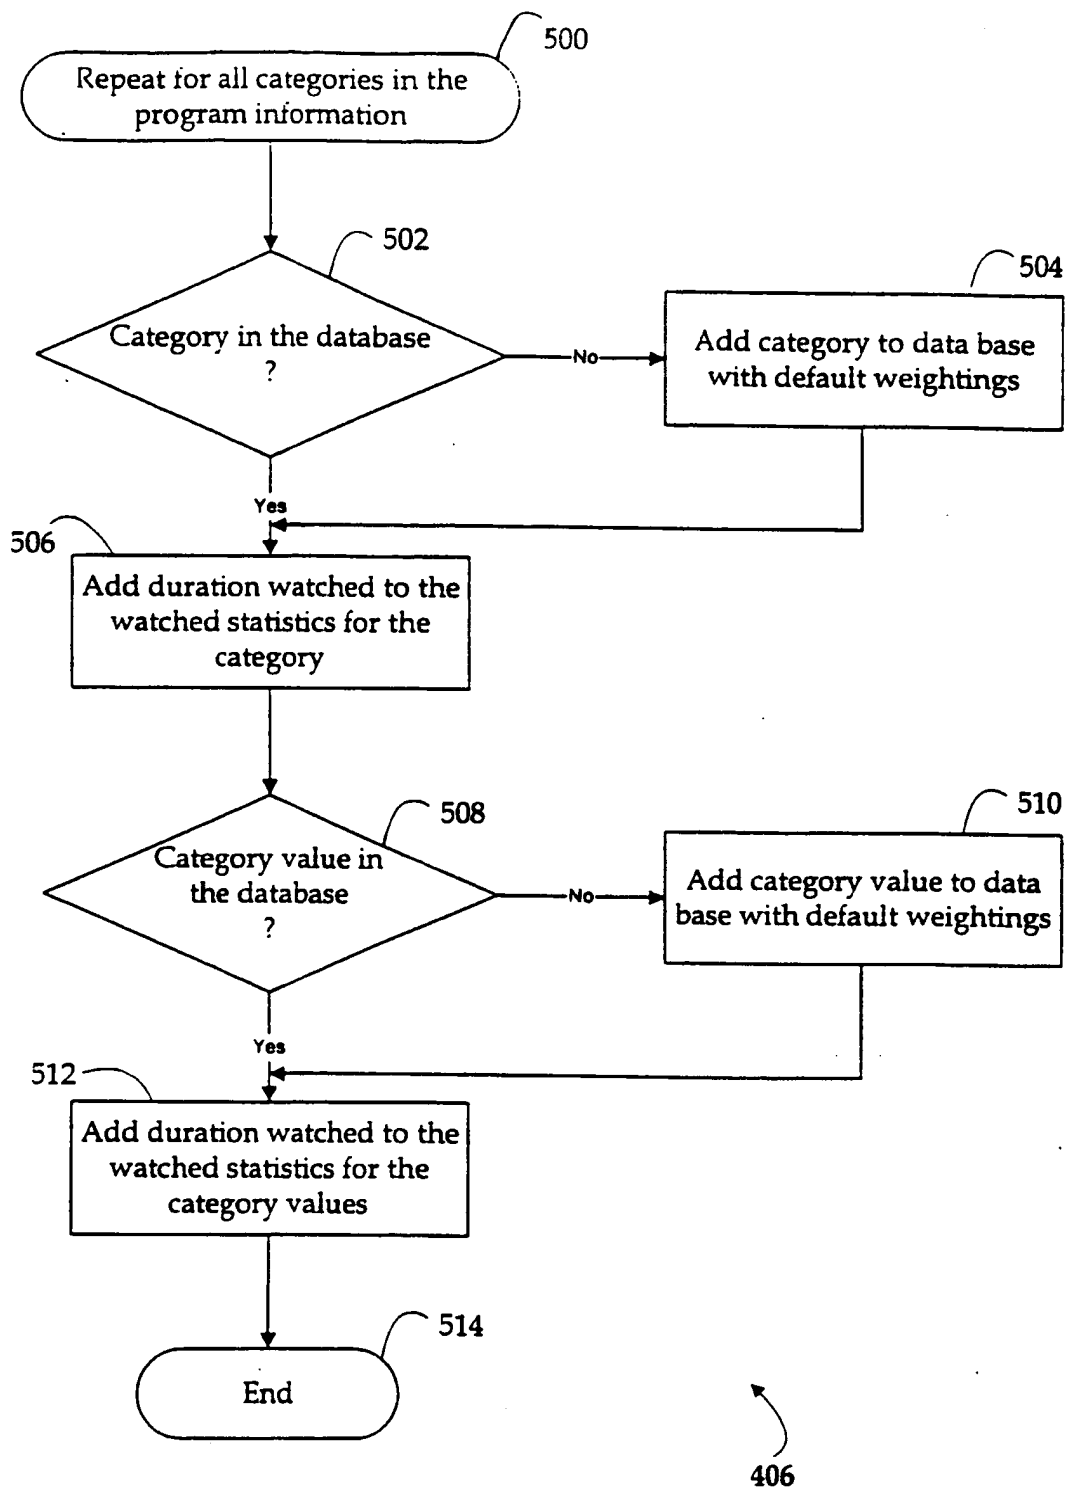 500
Repeat for all categories in the
program information
502
Category in the database
?
No
504
Add category to data base
with default weightings
Yes
506
Add duration watched to the
watched statistics for the
category
508
Category value in
the database
?
No
510
Add category value to data
base with default weightings
Yes
512
Add duration watched to the
watched statistics for the
category values
514
End
406